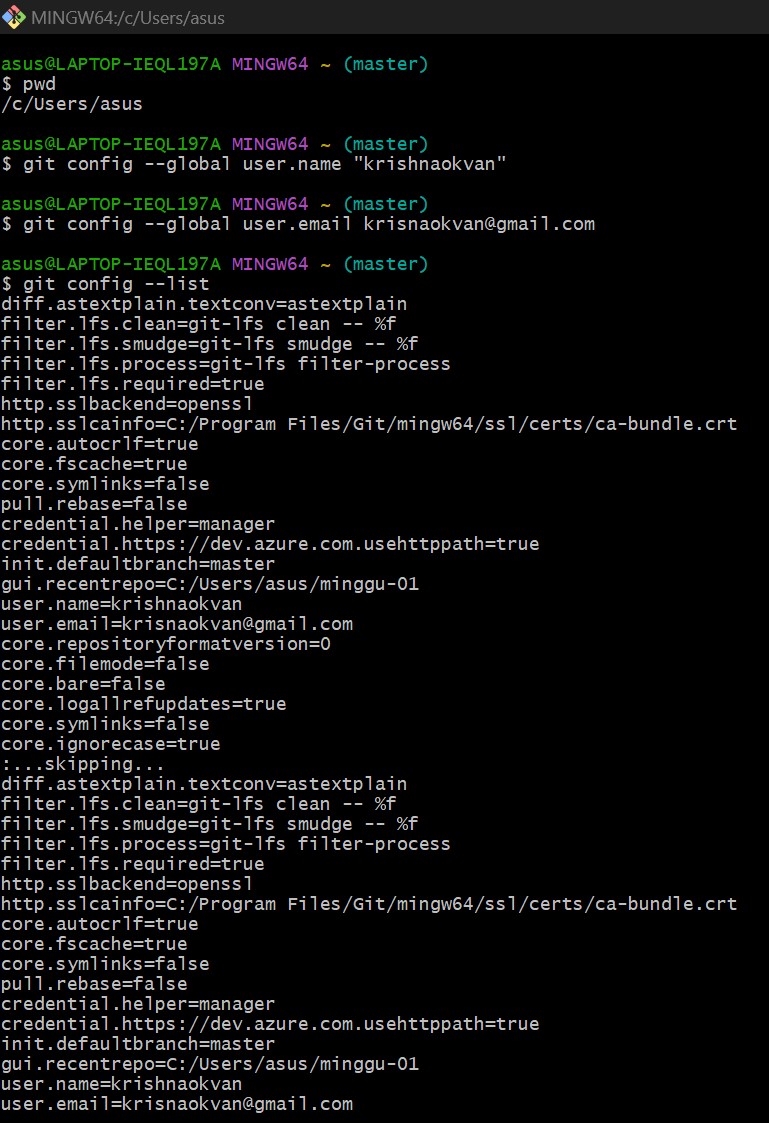 MINGW64:/c/Users/asus
asus@LAPTOP-IEQL197A MINGW64 ~ (master)
$ pwd
/c/Users/asus
asus@LAPTOP-IEQL197A MINGW64 ~ (master)
$ git config --global user.name "krishnaokvan"
asus@LAPTOP-IEQL197A MINGW64 ~ (master)
$ git config --global user.email krisnaokvan@gmail.com
asus@LAPTOP-IEQL197A MINGW64 ~ (master)
$ git config --list
diff.astextplain.textconv=astextplain
filter.lfs.clean=git-lfs clean -- %f
filter.lfs.smudge=git-lfs smudge -- %f
filter.lfs.process=git-lfs filter-process
filter.lfs.required=true
http.sslbackend=openssl
http.sslcainfo=C:/Program Files/Git/mingw64/ssl/certs/ca-bundle.crt
core.autocrlf=true
core.fscache=true
core.symlinks=false
pull.rebase=false
credential.helper=manager
credential.https://dev.azure.com.usehttppath=true
init.defaultbranch=master
gui.recentrepo=C:/Users/asus/minggu-01
user.name=krishnaokvan
user.email=krisnaokvan@gmail.com
core.repositoryformatversion=0
core.filemode=false
core.bare=false
core.logallrefupdates=true
core.symlinks=false
core.ignorecase=true
:...skipping...
diff.astextplain.textconv=astextplain
filter.lfs.clean=git-lfs clean -- %f
filter.lfs.smudge=git-lfs smudge -- %f
filter.lfs.process=git-lfs filter-process
filter.lfs.required=true
http.sslbackend=openssl
http.sslcainfo=C:/Program Files/Git/mingw64/ssl/certs/ca-bundle.crt
core.autocrlf=true
core.fscache=true
core.symlinks=false
pull.rebase=false
credential.helper=manager
credential.https://dev.azure.com.usehttppath=true
init.defaultbranch=master
gui.recentrepo=C:/Users/asus/minggu-01
user.name=krishnaokvan
user.email=krisnaokvan@gmail.com